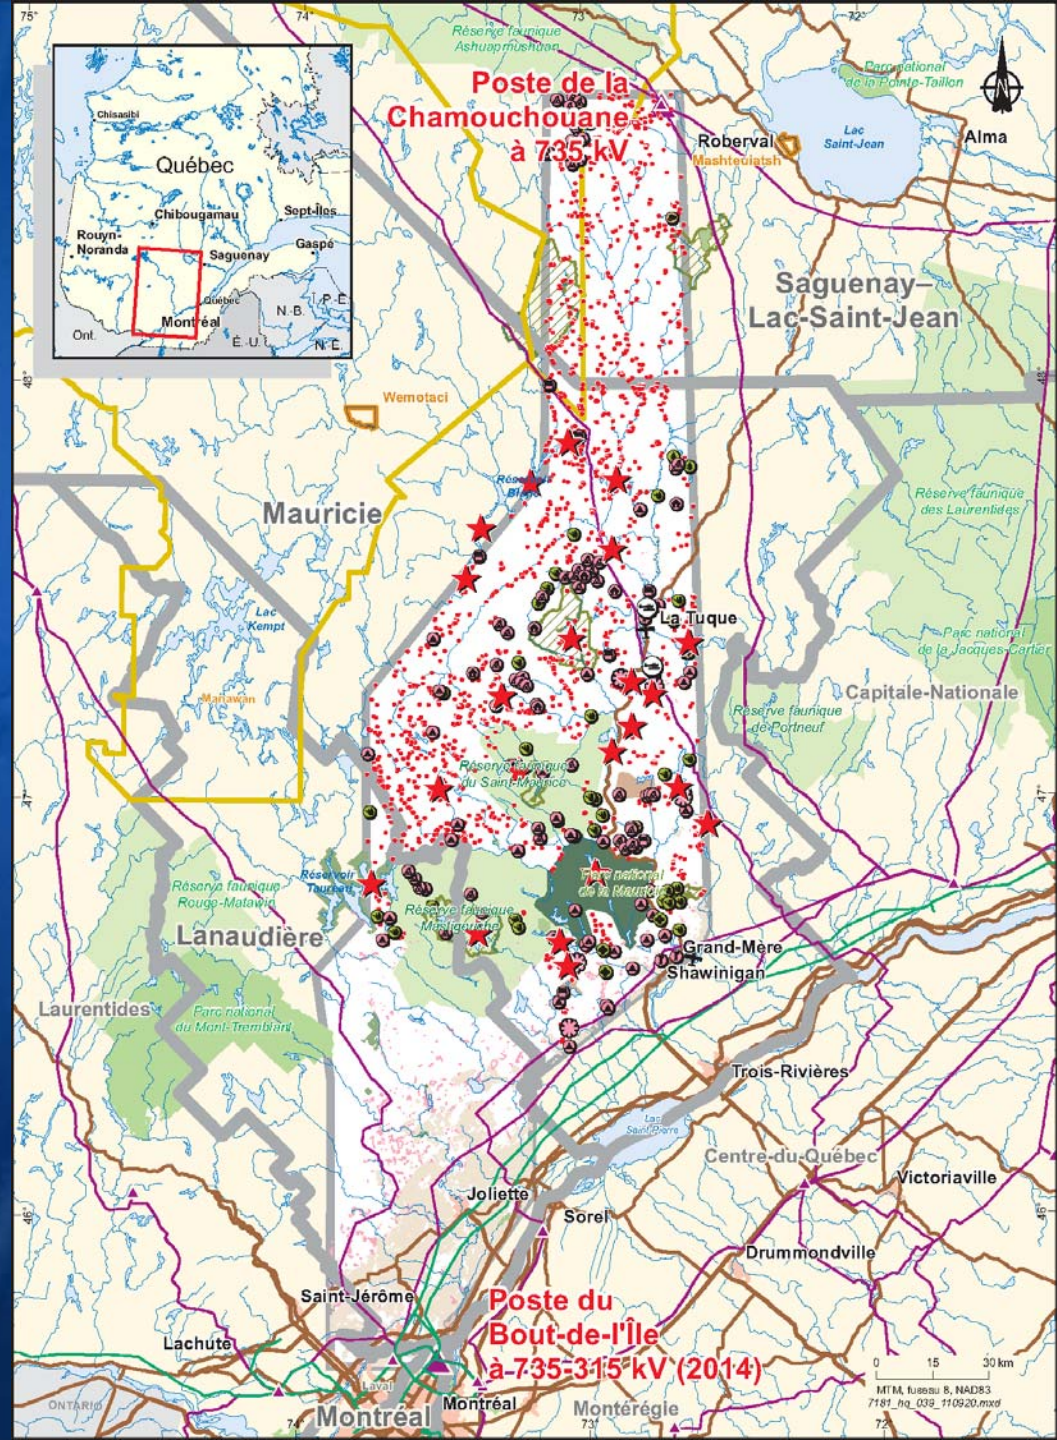 75°
74°
73°
72°
Réserve faunique
Ashuapmushuan
Parc national
de la Pointe-Taillon
Poste de la
Chamouchouane
à 735 kV
N
Lac
Saint-Jean
Alma
Roberval
Mashteuiatsh
Chisasibi
Québec
Chibougamau
Sept-Îles
Rouyn-
Noranda
Saguenay
Gaspé
Québec
Montréal
Ont.
É.-U.
N.-B.
Î.-P.-É.
N.-É.
Saguenay–
Lac-Saint-Jean
48°
48°
Wemotaci
Mauricie
Réserve faunique
des Laurentides
Lac
Kempt
La Tuque
Parc national
de la Jacques-Cartier
Manawan
Capitale-Nationale
Réserve faunique
de Portneuf
Réserve faunique
du Saint-Maurice
47°
47°
Réservoir
Taureau
Réserve faunique
Rouge-Matawin
Parc national
de la Mauricie
Réserve faunique
Mastigouche
Lanaudière
Grand-Mère
Shawinigan
Laurentides
Parc national
du Mont-Tremblant
Trois-Rivières
Lac
Saint-Pierre
Centre-du-Québec
Victoriaville
Joliette
Sorel
46°
46°
Drummondville
Saint-Jérôme
Poste du
Bout-de-l'Île
à 735-315 kV (2014)
Lachute
Laval
0 15 30 km
MTM, fuseau 8, NAD83
7181_hq_039_110920.mxd
ONTARIO
Montréal
Montréal
Montérégie
74°
73°
72°